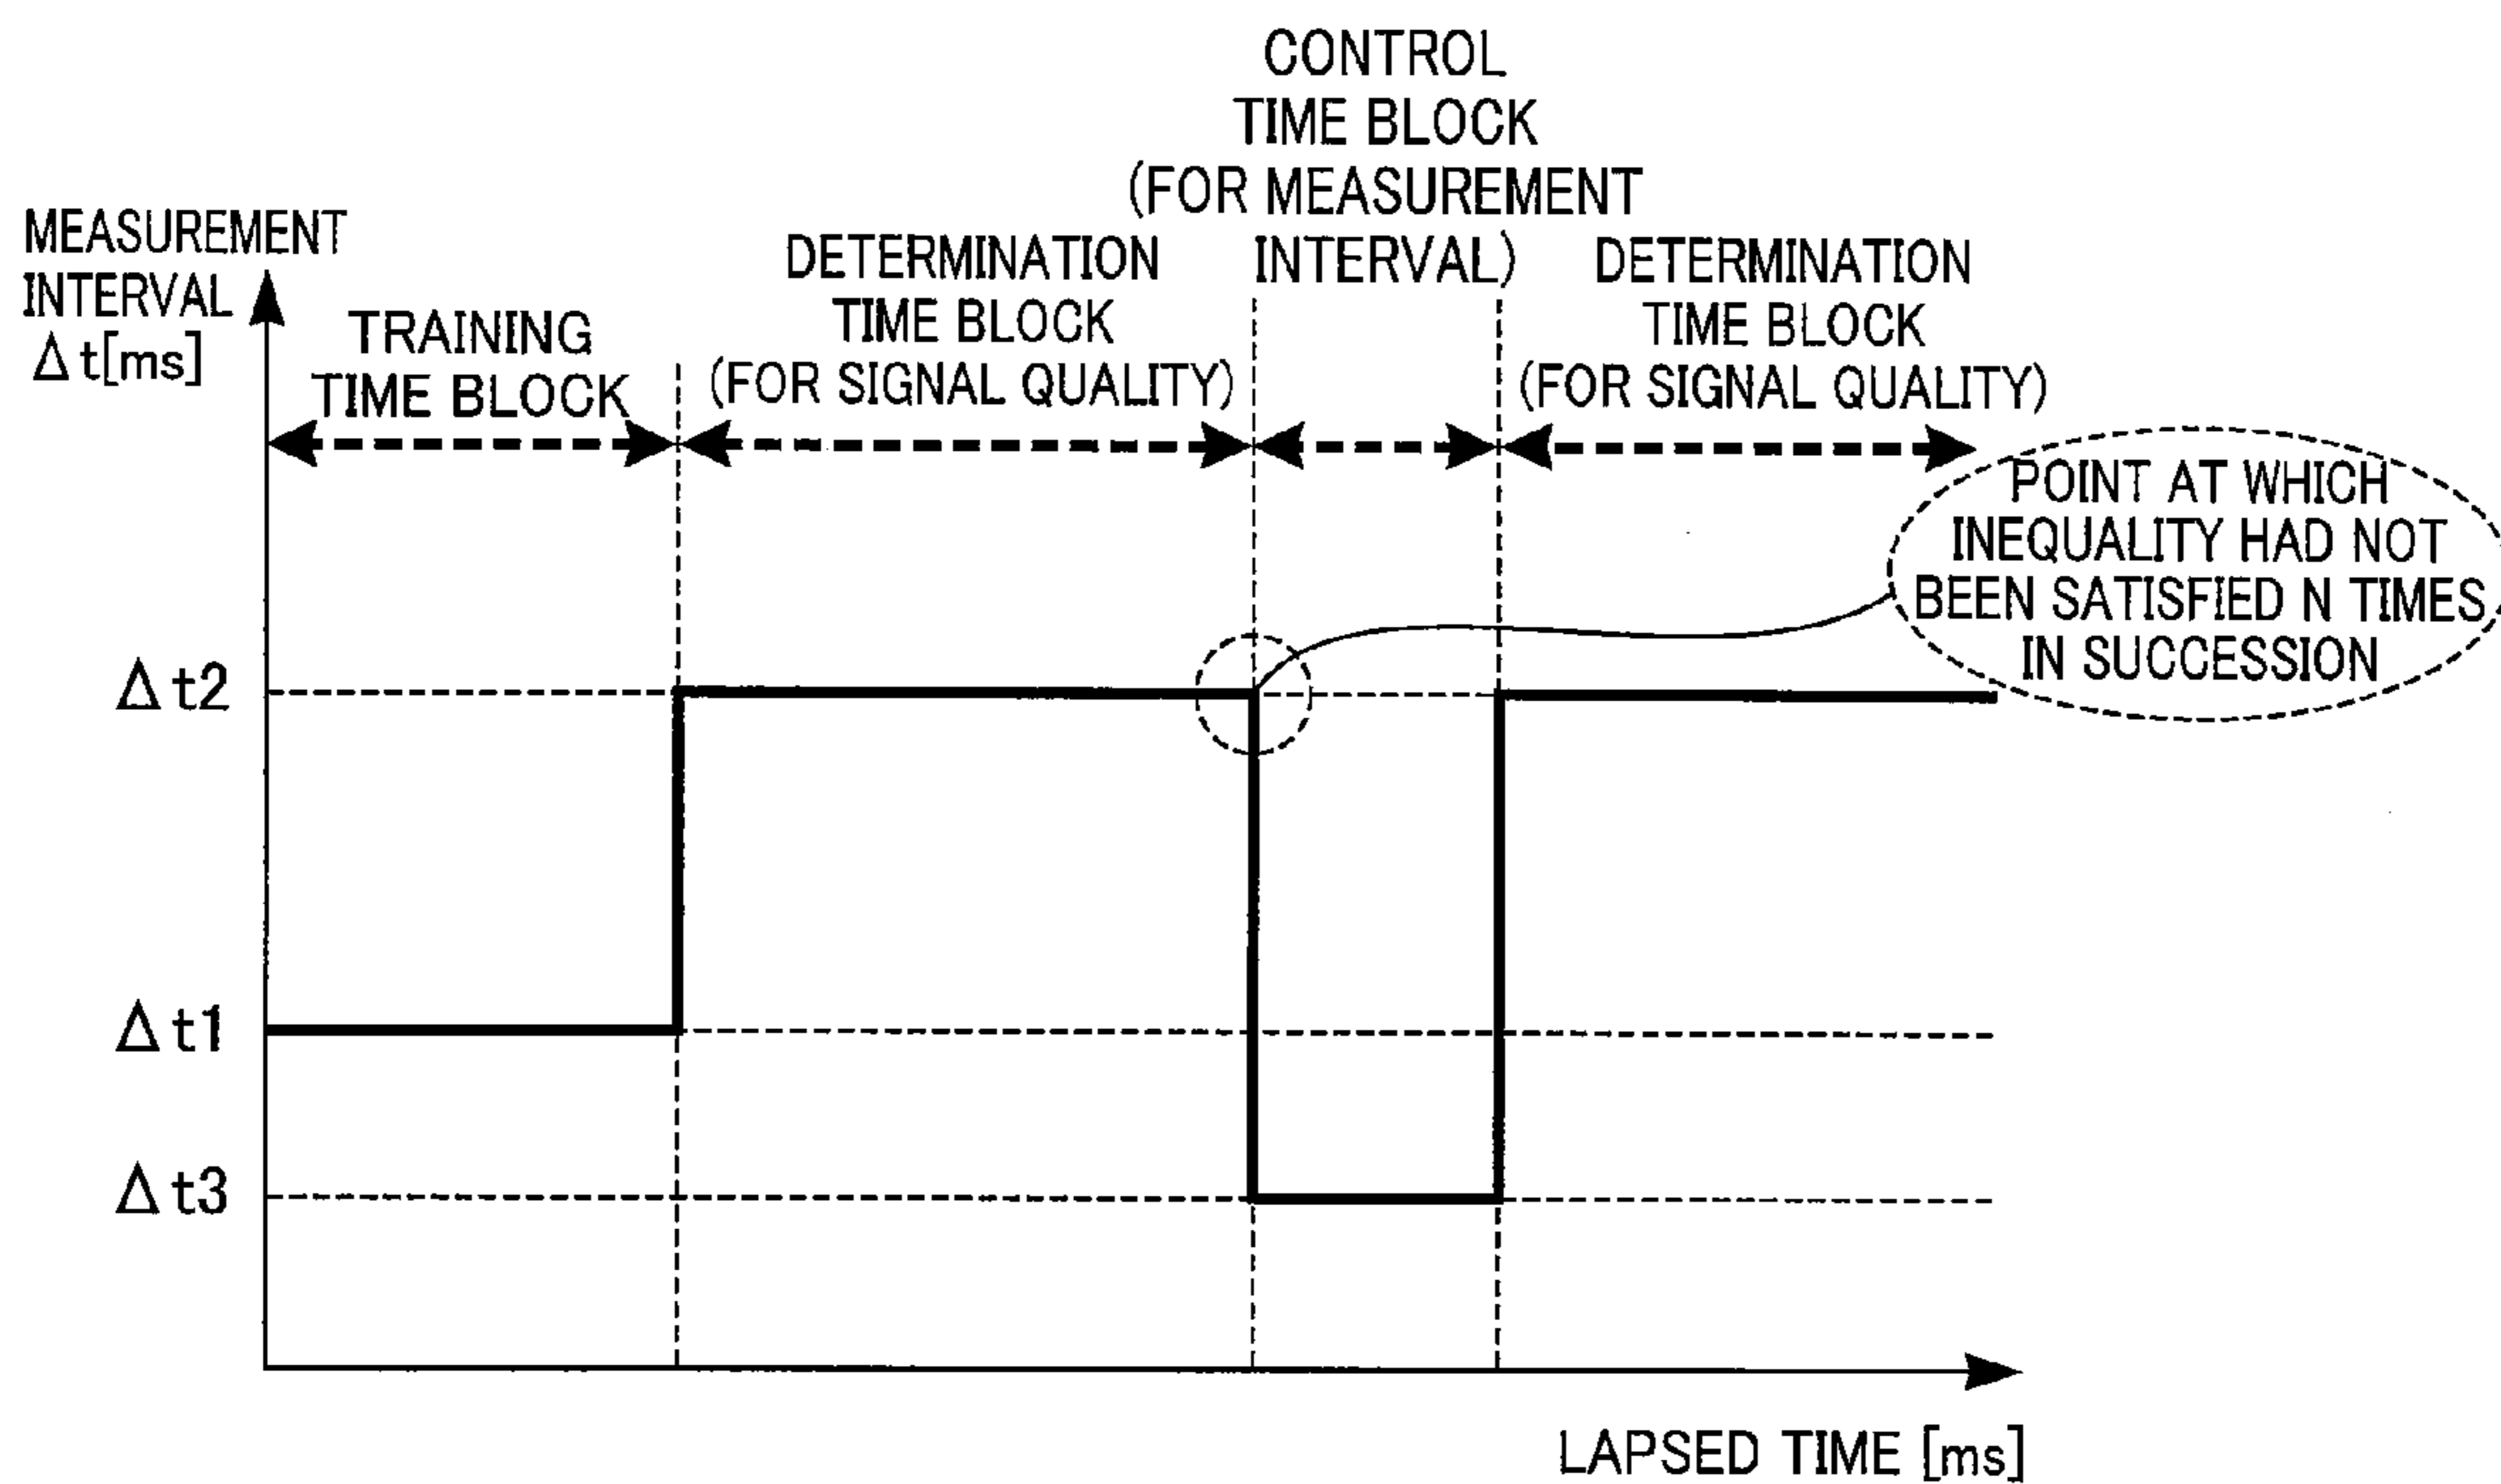 MEASUREMENT
INTERVAL
Δt[ms]
TRAINING
TIME BLOCK
DETERMINATION
TIME BLOCK
(FOR SIGNAL QUALITY)
CONTROL
TIME BLOCK
(FOR MEASUREMENT
INTERVAL)
DETERMINATION
TIME BLOCK
(FOR SIGNAL QUALITY)
POINT AT WHICH
INEQUALITY HAD NOT
BEEN SATISFIED N TIMES
IN SUCCESSION
Δt2
Δt1
Δt3
LAPSED TIME [ms]